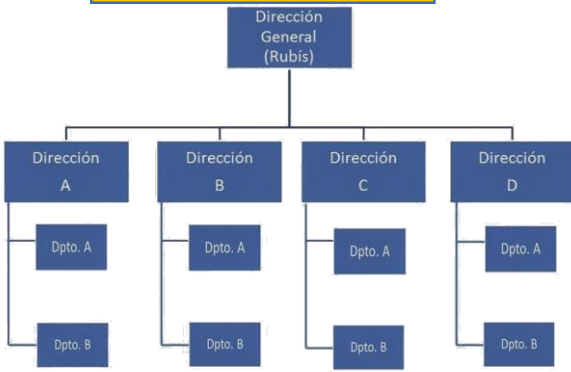 Dirección
General
(Rubís)
Dirección
A
Dirección
B
Dirección
C
Dirección
D
Dpto. A
Dpto. A
Dpto. A
Dpto. A
Dpto. B
Dpto. B
Dpto. B
Dpto. B